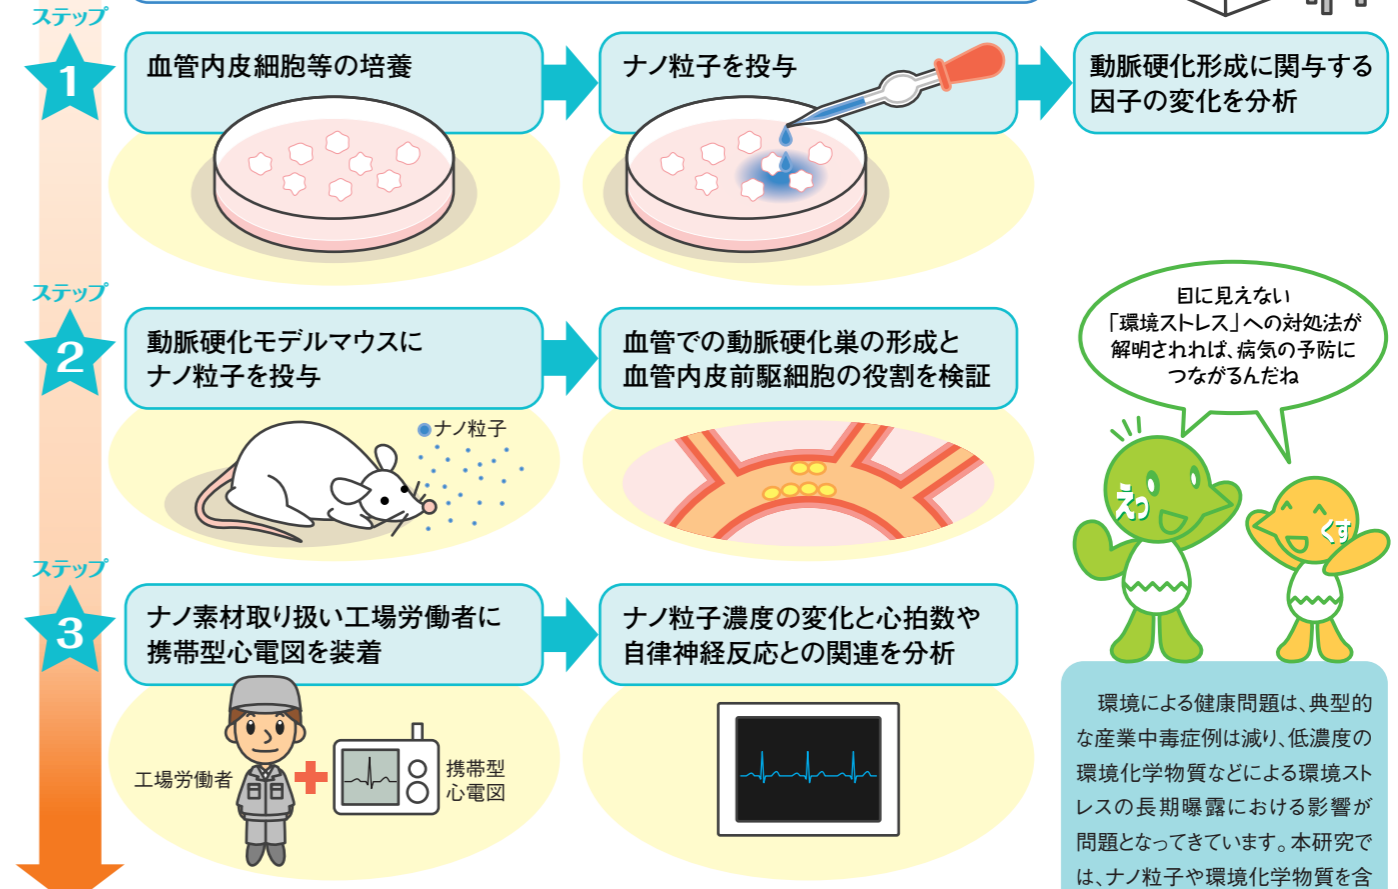 ステップ
1
血管内皮細胞等の培養
ナノ粒子を投与
動脈硬化形成に関与する
因子の変化を分析
ステップ
2
動脈硬化モデルマウスに
ナノ粒子を投与
ナノ粒子
血管での動脈硬化巣の形成と
血管内皮前駆細胞の役割を検証
ステップ
3
ナノ素材取り扱い工場労働者に
携帯型心電図を装着
工場労働者
携帯型
心電図
ナノ粒子濃度の変化と心拍数や
自律神経反応との関連を分析
目に見えない
「環境ストレス」への対処法が
解明されれば、病気の予防に
つながるんだね
えっ
くす
環境による健康問題は、典型的
な産業中毒症例は減り、低濃度の
環境化学物質などによる環境スト
レスの長期曝露における影響が
問題となってきています。本研究で
は、ナノ粒子や環境化学物質を含